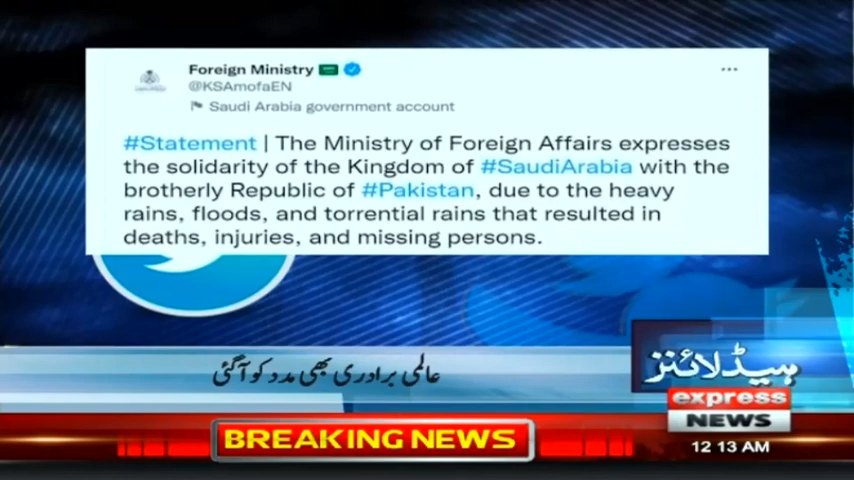 Foreign Ministry
@KSAmofaEN
Saudi Arabia government account
#Statement | The Ministry of Foreign Affairs expresses
the solidarity of the Kingdom of #SaudiArabia with the
brotherly Republic of #Pakistan, due to the heavy
rains, floods, and torrential rains that resulted in
deaths, injuries, and missing persons.
عالمی برادری بھی مدد کو آگئی
ہیڈلائنز
express
NEWS
BREAKING NEWS
12 13 AM